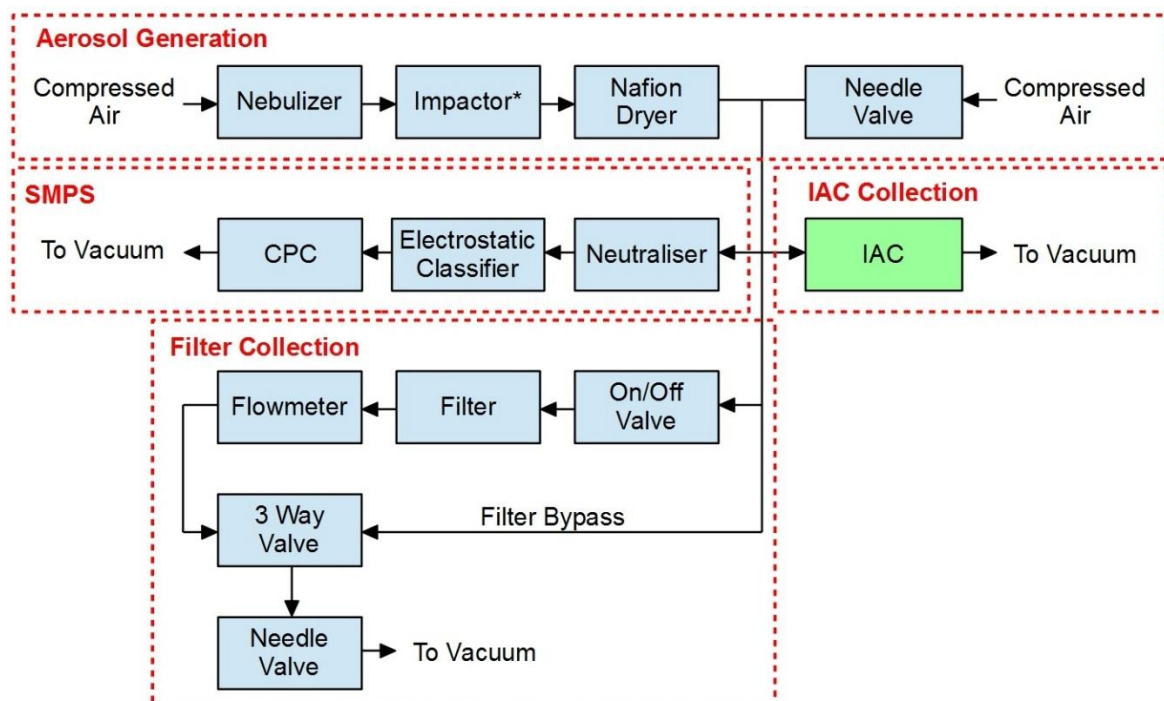 Aerosol Generation
Compressed
Air
Nebulizer
Impactor*
Nafion
Dryer
Needle
Valve
Compressed
Air
SMPS
To Vacuum
CPC
Electrostatic
Classifier
Neutraliser
IAC Collection
IAC
To Vacuum
Filter Collection
Flowmeter
Filter
On/Off
Valve
3 Way
Valve
Filter Bypass
Needle
Valve
To Vacuum